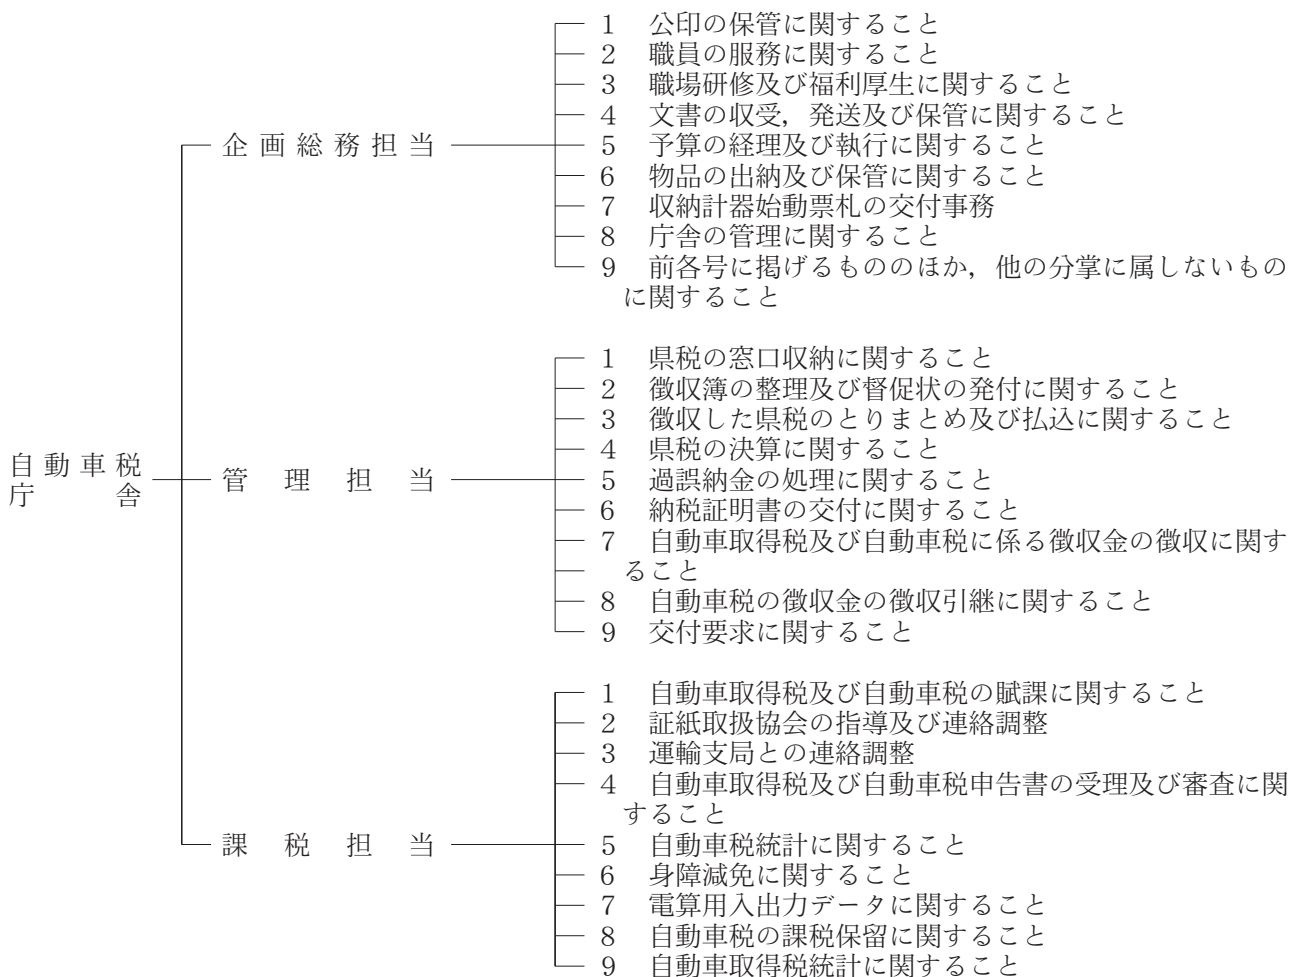 自動車税
庁舎
企画総務担当
1 公印の保管に関すること
2 職員の服務に関すること
3 職場研修及び福利厚生に関すること
4 文書の収受,発送及び保管に関すること
5 予算の経理及び執行に関すること
6 物品の出納及び保管に関すること
7 収納計器始動票札の交付事務
8 庁舎の管理に関すること
9 前各号に掲げるもののほか,他の分掌に属しないもの
に関すること
管理担当
1 県税の窓口収納に関すること
2 徴収簿の整理及び督促状の発付に関すること
3 徴収した県税のとりまとめ及び払込に関すること
4 県税の決算に関すること
5 過誤納金の処理に関すること
6 納税証明書の交付に関すること
7 自動車取得税及び自動車税に係る徴収金の徴収に関す
ること
8 自動車税の徴収金の徴収引継に関すること
9 交付要求に関すること
課税担当
1 自動車取得税及び自動車税の賦課に関すること
2 証紙取扱協会の指導及び連絡調整
3 運輸支局との連絡調整
4 自動車取得税及び自動車税申告書の受理及び審査に関
すること
5 自動車税統計に関すること
6 身障減免に関すること
7 電算用入出力データに関すること
8 自動車税の課税保留に関すること
9 自動車取得税統計に関すること